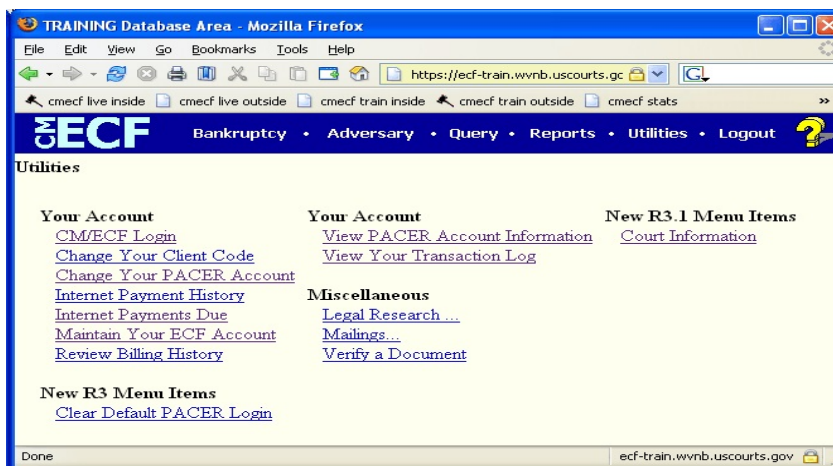 TRAINING Database Area - Mozilla Firefox
File Edit View Go Bookmarks Tools Help
https://ecf-train.wvnb.uscourts.gc
G
cmecf live inside cmecf live outside cmecf train inside cmecf train outside cmecf stats »
CM ECF Bankruptcy • Adversary • Query • Reports • Utilities • Logout ?
Utilities
Your Account
CM/ECF Login
Change Your Client Code
Change Your PACER Account
Internet Payment History
Internet Payments Due
Maintain Your ECF Account
Review Billing History
New R3 Menu Items
Clear Default PACER Login
Your Account
View PACER Account Information
View Your Transaction Log
Miscellaneous
Legal Research ...
Mailings...
Verify a Document
New R3.1 Menu Items
Court Information
Done ecf-train.wvnb.uscourts.gov